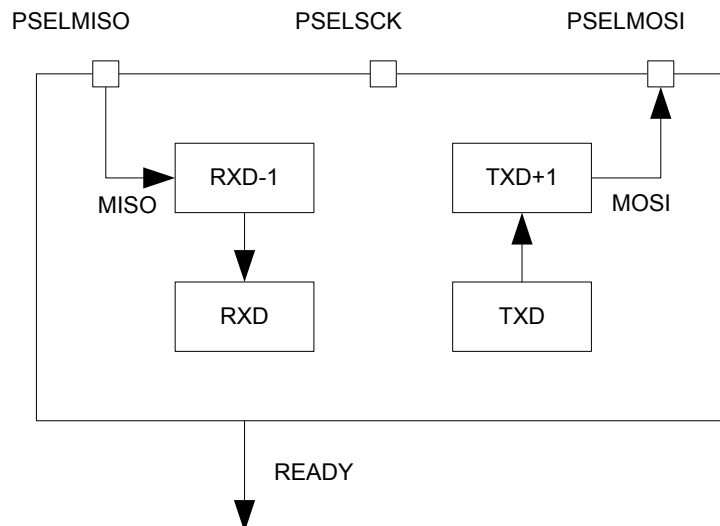 PSELMISO
PSELSCK
PSELMOSI
RXD-1
TXD+1
MISO
MOSI
RXD
TXD
READY